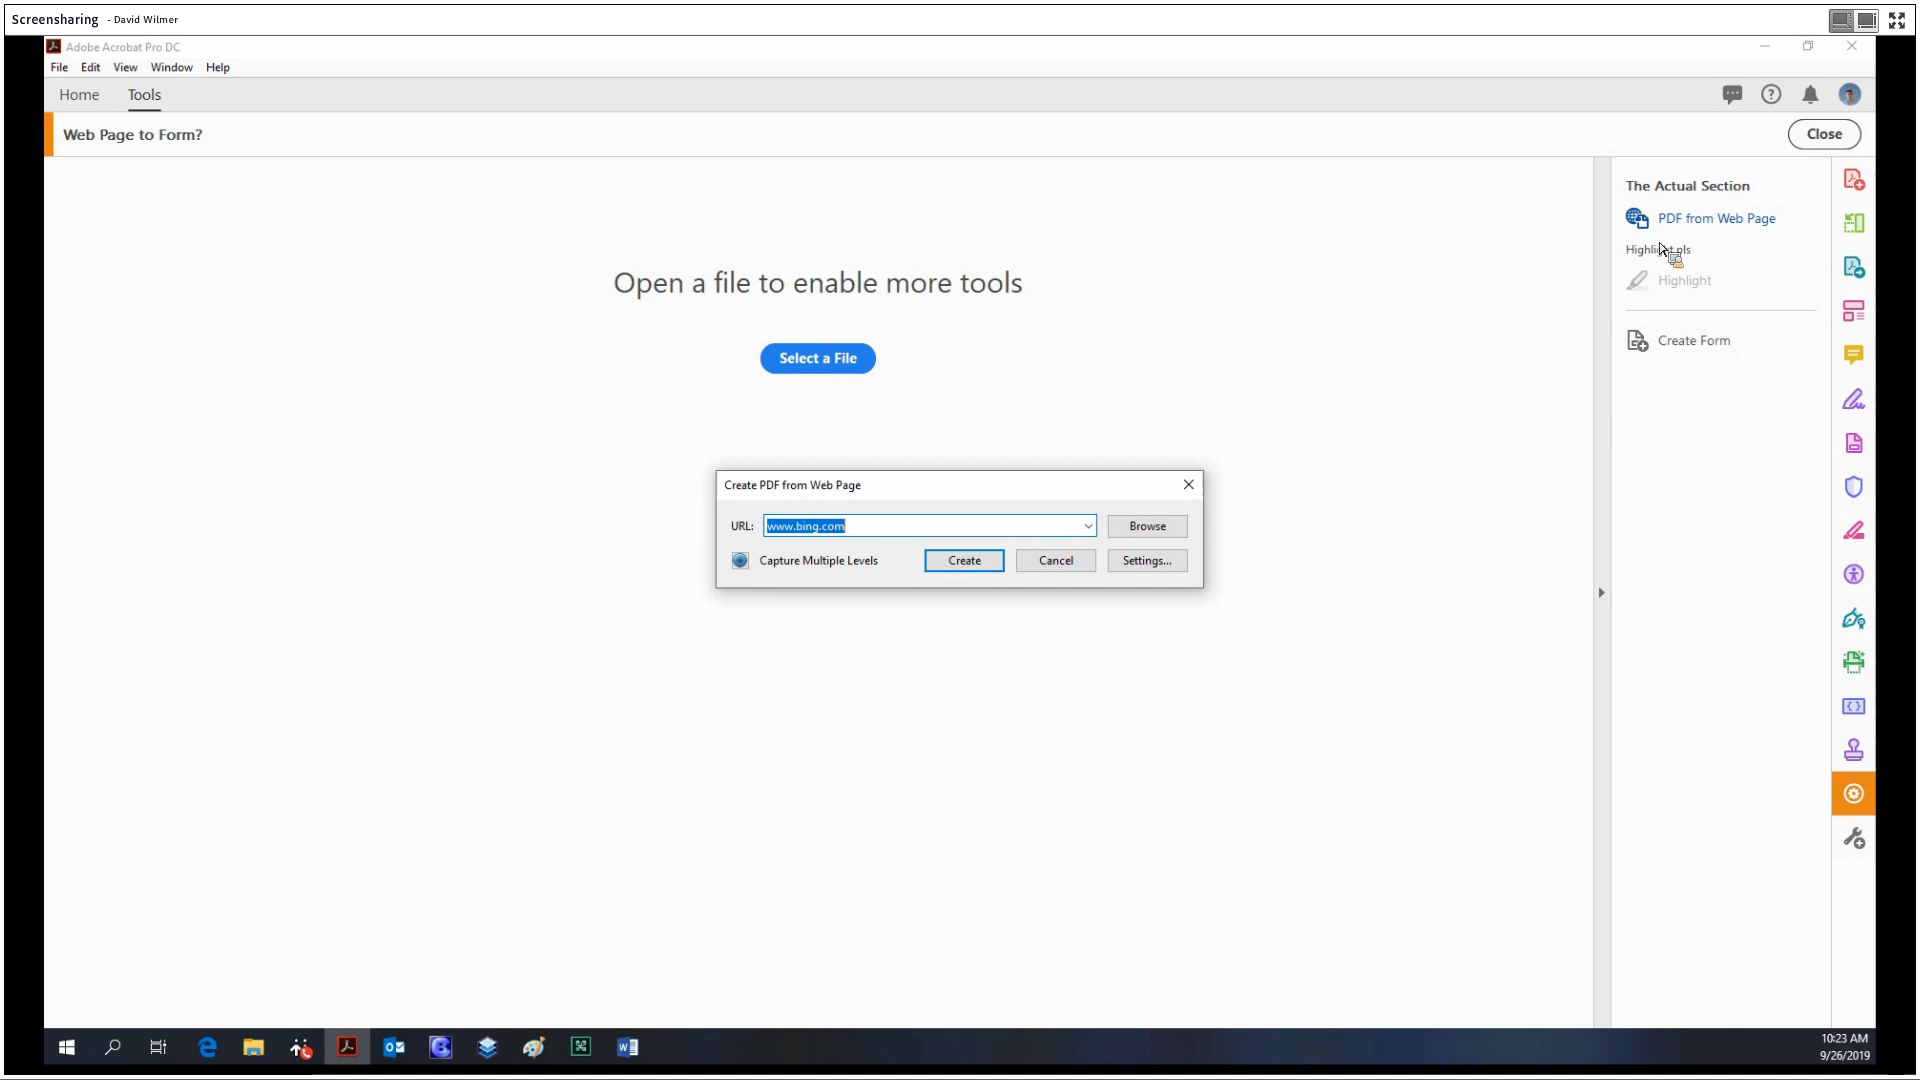 Screensharing - David Wilmer
Adobe Acrobat Pro DC
File Edit View Window Help
Home Tools
Web Page to Form?
Close
The Actual Section
PDF from Web Page
Highlight pls
Highlight
Create Form
Open a file to enable more tools
Select a File
Create PDF from Web Page
URL: www.bing.com Browse
Capture Multiple Levels Create Cancel Settings...
10:23 AM
9/26/2019